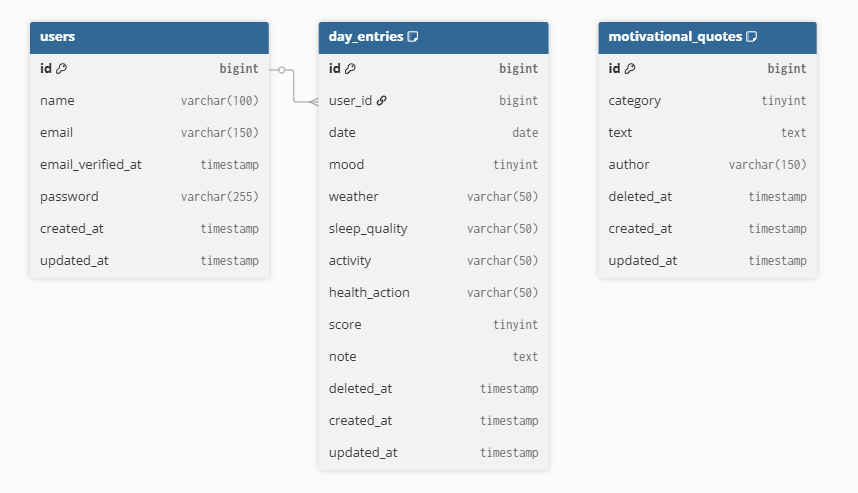 users
id bigint
name varchar(100)
email varchar(150)
email_verified_at timestamp
password varchar(255)
created_at timestamp
updated_at timestamp
day_entries
id bigint
user_id bigint
date date
mood tinyint
weather varchar(50)
sleep_quality varchar(50)
activity varchar(50)
health_action varchar(50)
score tinyint
note text
deleted_at timestamp
created_at timestamp
updated_at timestamp
motivational_quotes
id bigint
category tinyint
text text
author varchar(150)
deleted_at timestamp
created_at timestamp
updated_at timestamp